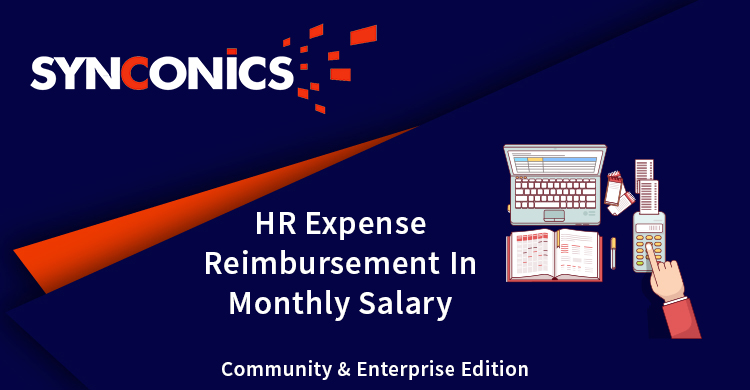 SYNCONICS
HR Expense
Reimbursement In
Monthly Salary
Community & Enterprise Edition